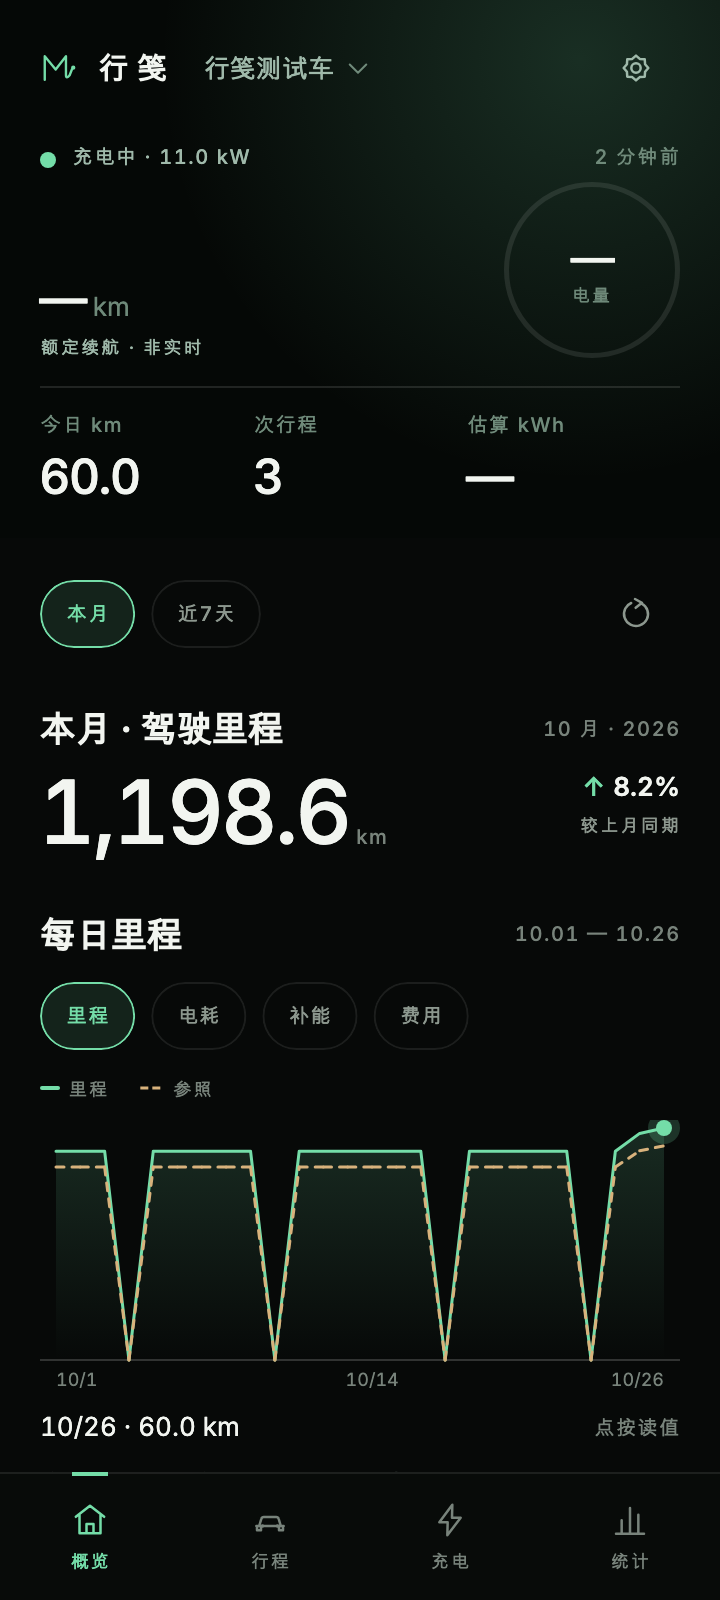 行笺 行笺测试车
充电中 · 11.0 kW 2 分钟前
—
电量
— km
额定续航 · 非实时
今日 km 次行程 估算 kWh
60.0 3 —
本月 近7天
本月 · 驾驶里程 10 月 · 2026
1,198.6 km ↑ 8.2%
较上月同期
每日里程 10.01 — 10.26
里程 电耗 补能 费用
里程 参照
10/1 10/14 10/26
10/26 · 60.0 km 点按读值
概览 行程 充电 统计